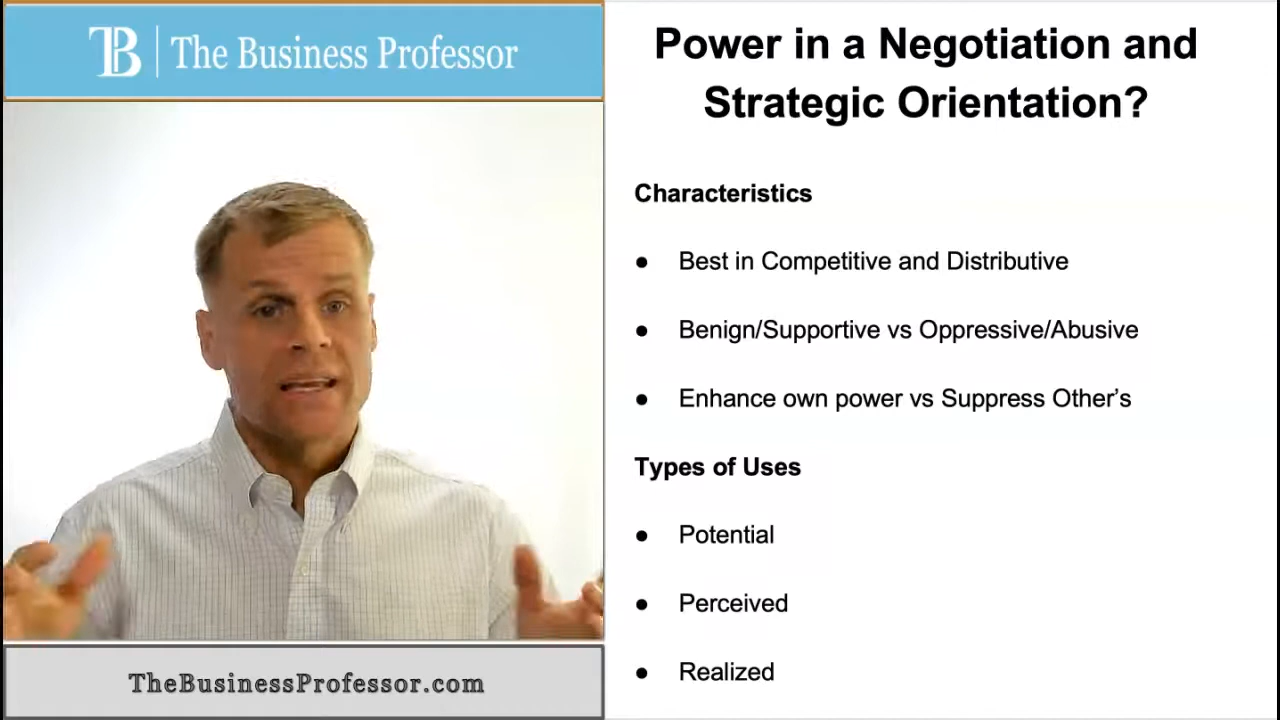 TB | The Business Professor
Power in a Negotiation and
Strategic Orientation?
Characteristics
● Best in Competitive and Distributive
● Benign/Supportive vs Oppressive/Abusive
● Enhance own power vs Suppress Other’s
Types of Uses
● Potential
● Perceived
● Realized
TheBusinessProfessor.com